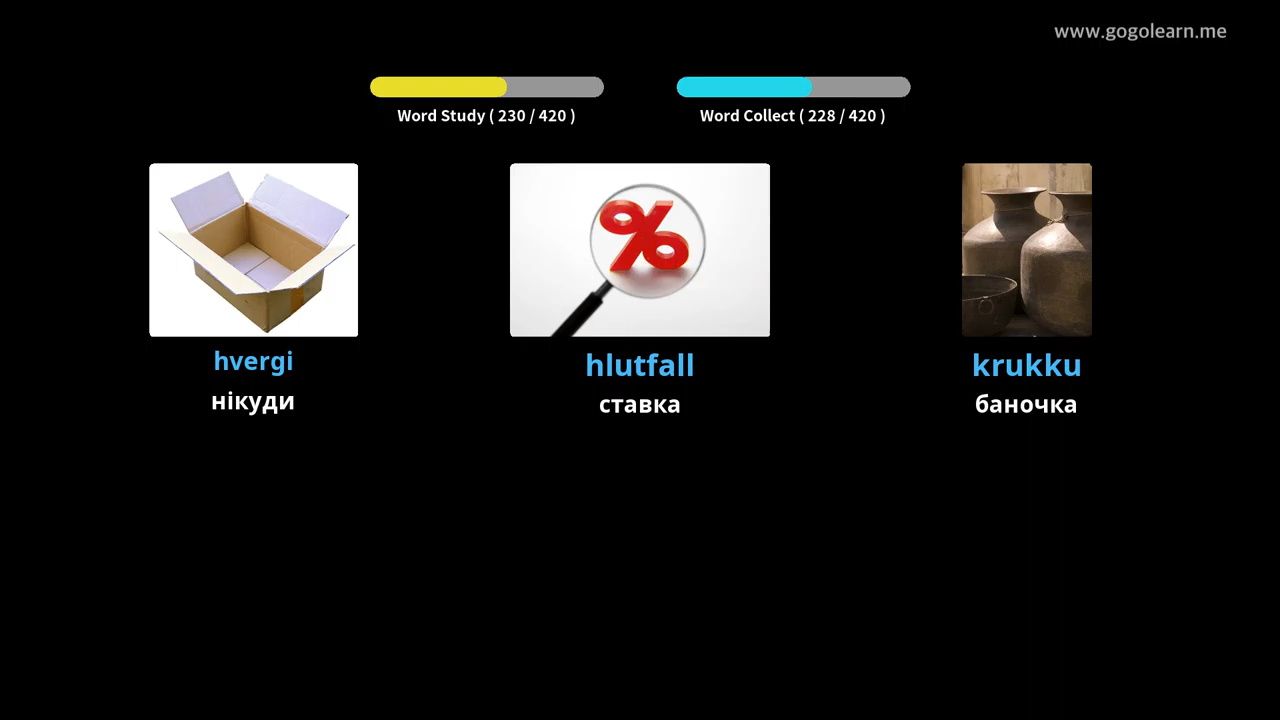 www.gogolearn.me
Word Study ( 230 / 420 )
Word Collect ( 228 / 420 )
hvergi
нікуди
hlutfall
ставка
krukku
баночка